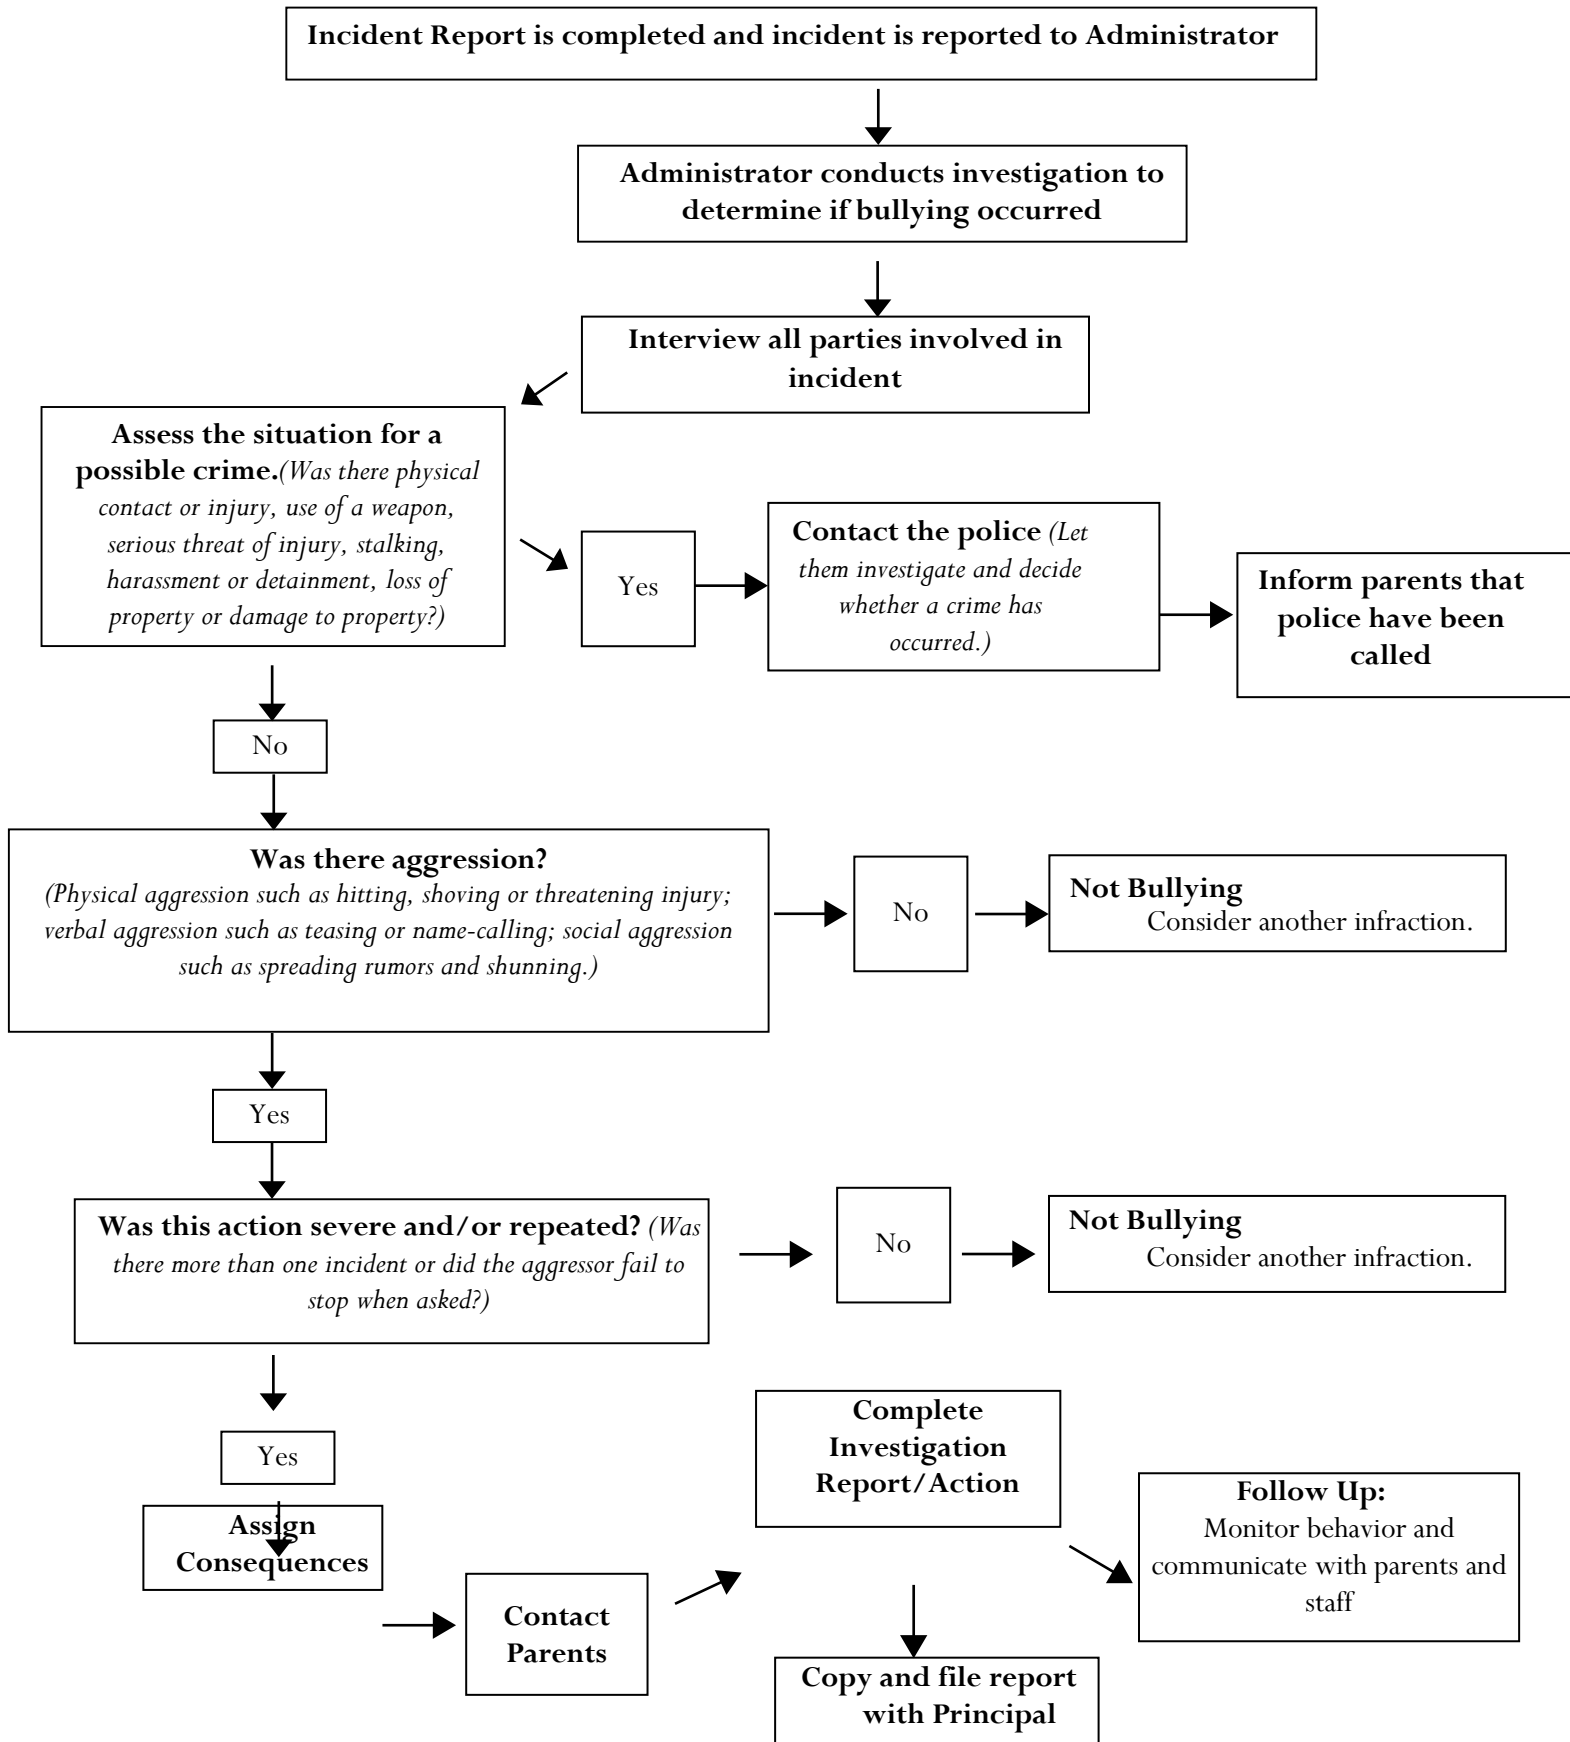 Incident Report is completed and incident is reported to Administrator
Administrator conducts investigation to
determine if bullying occurred
Interview all parties involved in
incident
Assess the situation for a
possible crime.(Was there physical
contact or injury, use of a weapon,
serious threat of injury, stalking,
harassment or detainment, loss of
property or damage to property?)
Yes
Contact the police (Let
them investigate and decide
whether a crime has
occurred.)
Inform parents that
police have been
called
No
Was there aggression?
(Physical aggression such as hitting, shoving or threatening injury;
verbal aggression such as teasing or name-calling; social aggression
such as spreading rumors and shunning.)
No
Not Bullying
Consider another infraction.
Yes
Was this action severe and/or repeated? (Was
there more than one incident or did the aggressor fail to
stop when asked?)
No
Not Bullying
Consider another infraction.
Yes
Assign
Consequences
Contact
Parents
Complete
Investigation
Report/Action
Follow Up:
Monitor behavior and
communicate with parents and
staff
Copy and file report
with Principal